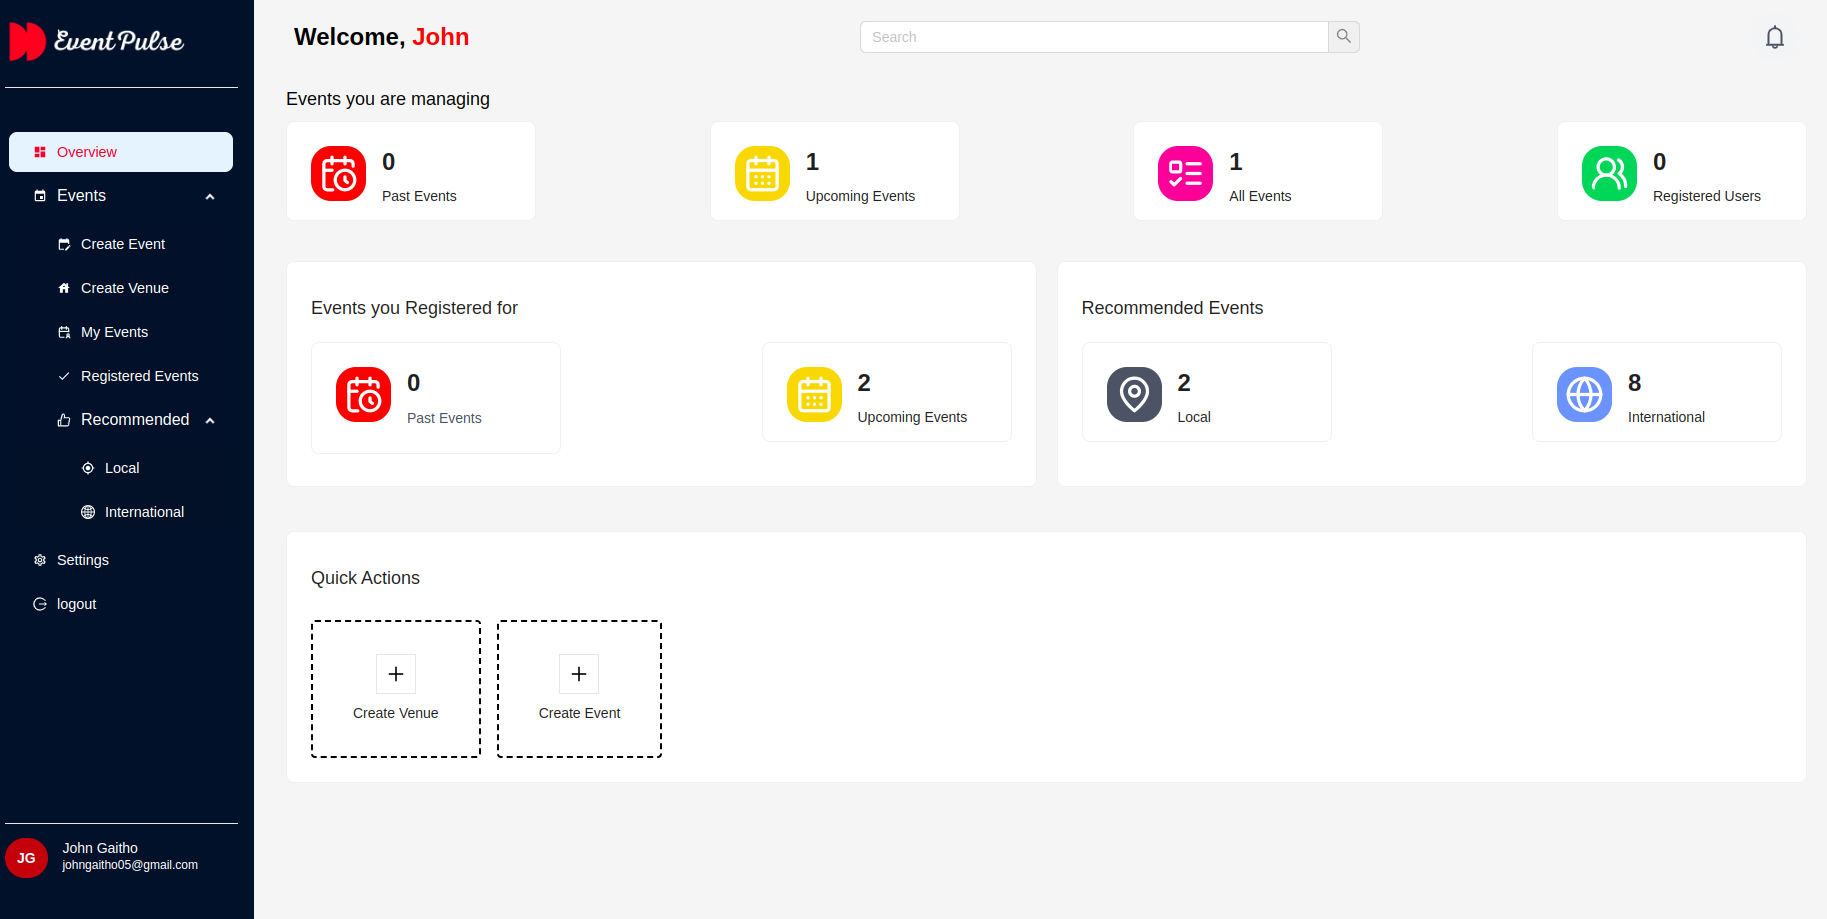 EventPulse
Overview
Events
Create Event
Create Venue
My Events
Registered Events
Recommended
Local
International
Settings
logout
JG
John Gaitho
johngaitho05@gmail.com
Welcome, John
Search
Events you are managing
0
Past Events
1
Upcoming Events
1
All Events
0
Registered Users
Events you Registered for
0
Past Events
2
Upcoming Events
Recommended Events
2
Local
8
International
Quick Actions
Create Venue
Create Event